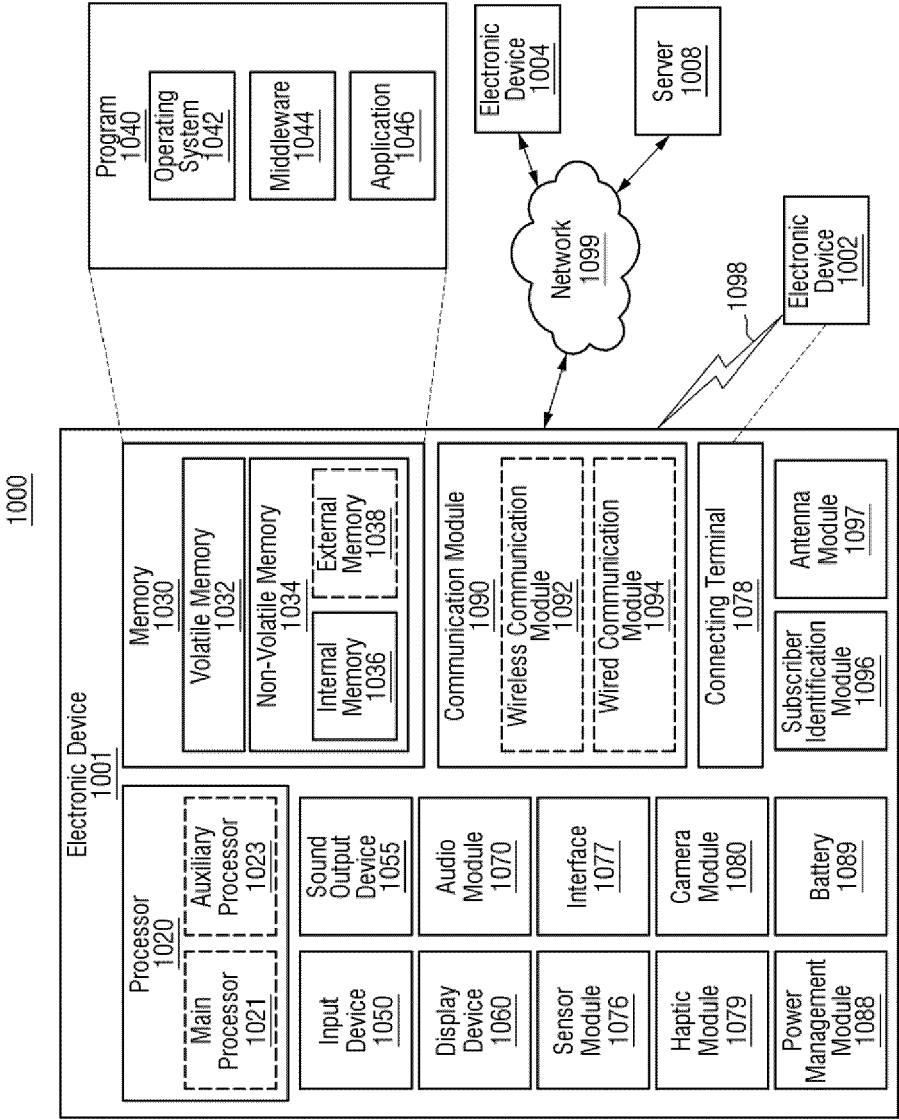 1000
Electronic Device
1001
Processor
1020
Main
Processor
1021
Auxiliary
Processor
1023
Input
Device
1050
Sound
Output
Device
1055
Display
Device
1060
Audio
Module
1070
Sensor
Module
1076
Interface
1077
Haptic
Module
1079
Camera
Module
1080
Power
Management
Module
1088
Battery
1089
Memory
1030
Volatile Memory
1032
Non-Volatile Memory
1034
Internal
Memory
1036
External
Memory
1038
Communication Module
1090
Wireless Communication
Module
1092
Wired Communication
Module
1094
Connecting Terminal
1078
Subscriber
Identification
Module
1096
Antenna
Module
1097
Program
1040
Operating
System
1042
Middleware
1044
Application
1046
Network
1099
Electronic
Device
1004
Server
1008
1098
Electronic
Device
1002